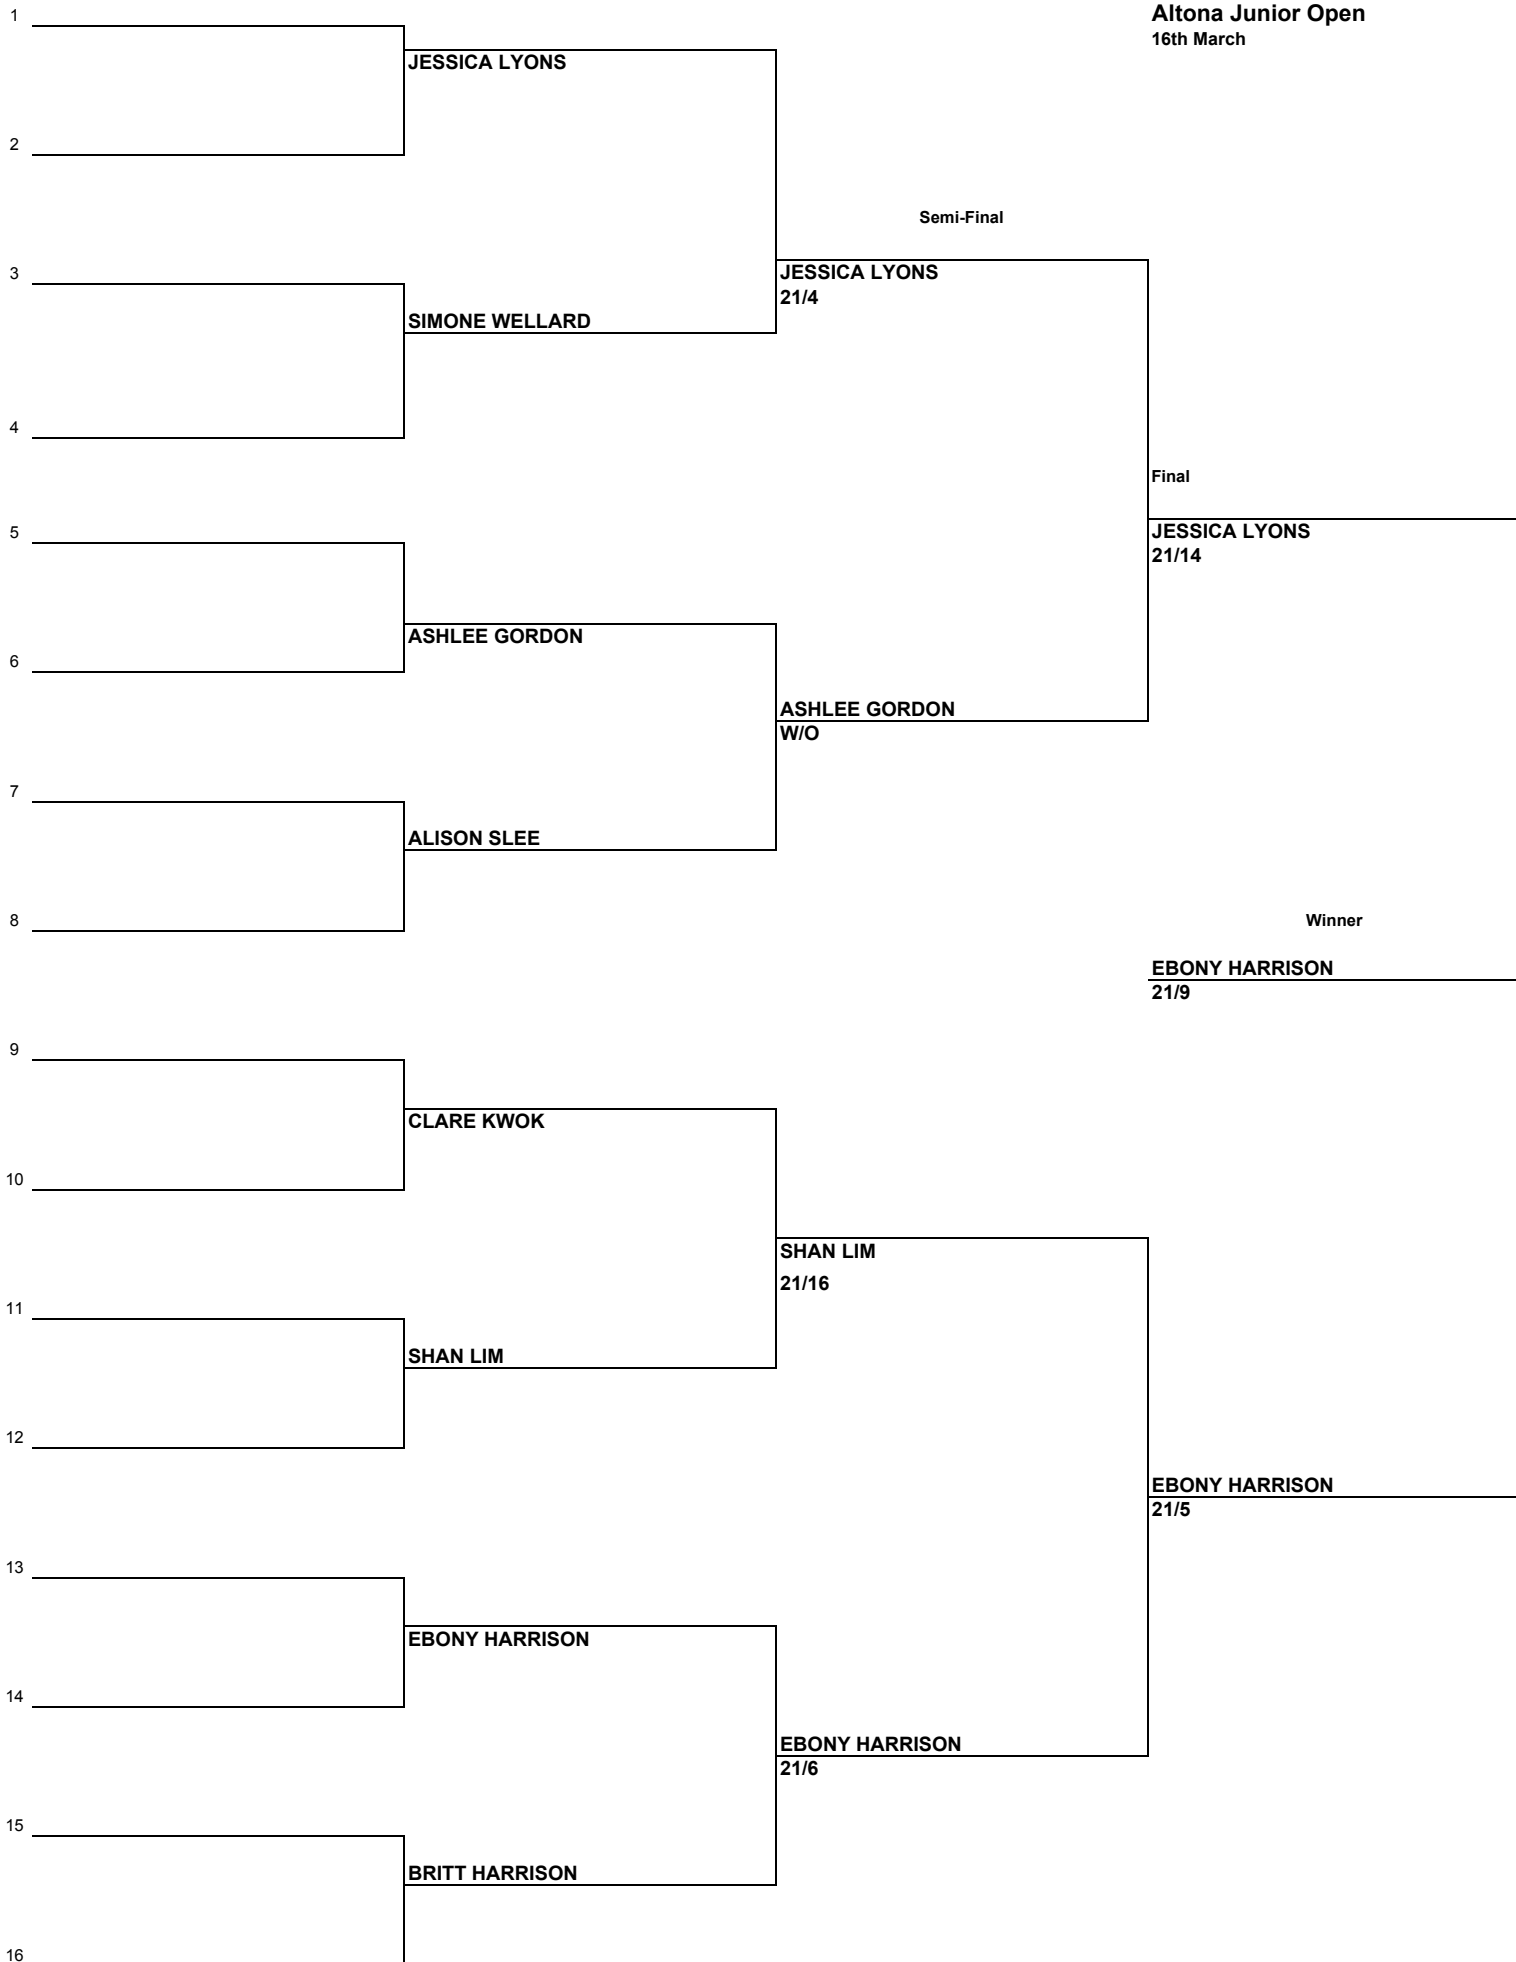 1
Altona Junior Open
16th March
JESSICA LYONS
2
Semi-Final
3
JESSICA LYONS
21/4
SIMONE WELLARD
4
Final
5
JESSICA LYONS
21/14
ASHLEE GORDON
6
ASHLEE GORDON
W/O
7
ALISON SLEE
8
Winner
EBONY HARRISON
21/9
9
CLARE KWOK
10
SHAN LIM
21/16
11
SHAN LIM
12
EBONY HARRISON
21/5
13
EBONY HARRISON
14
EBONY HARRISON
21/6
15
BRITT HARRISON
16